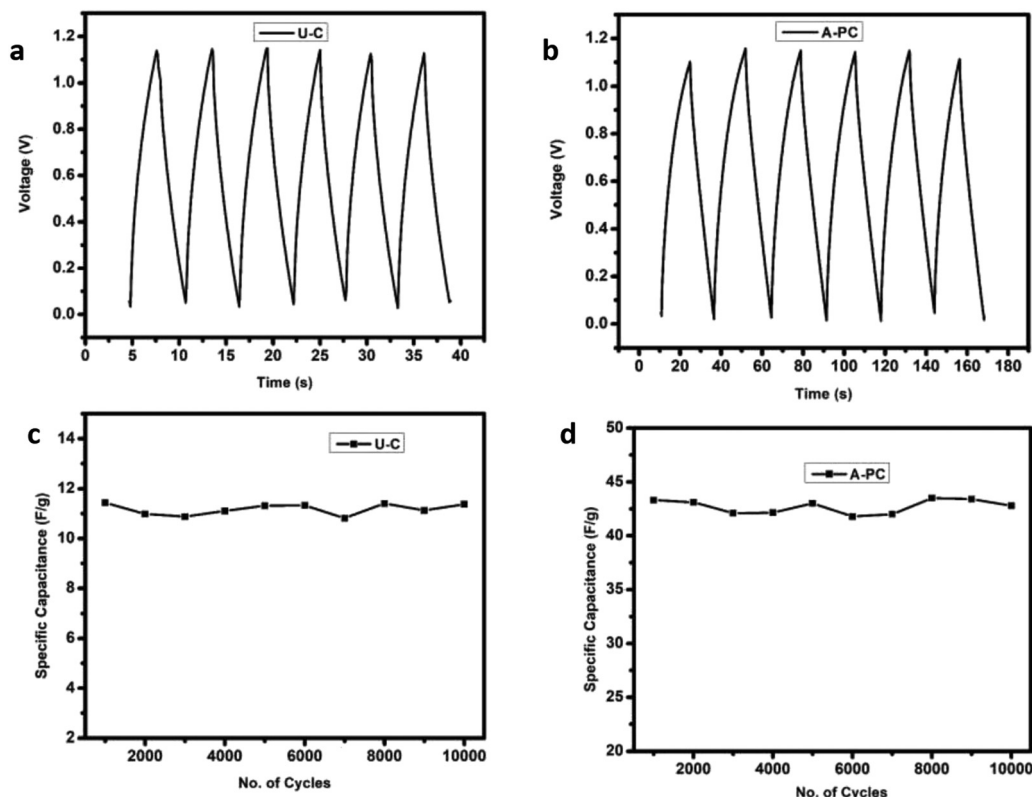 a
U-C
1.2
1.0
0.8
0.6
0.4
0.2
0.0
Voltage (V)
0 5 10 15 20 25 30 35 40
Time (s)
b
A-PC
1.2
1.0
0.8
0.6
0.4
0.2
0.0
Voltage (V)
0 20 40 60 80 100 120 140 160 180
Time (s)
c
U-C
14
12
10
8
6
4
2
Specific Capacitance (F/g)
2000 4000 6000 8000 10000
No. of Cycles
d
A-PC
50
45
40
35
30
25
20
Specific Capacitance (F/g)
2000 4000 6000 8000 10000
No. of Cycles